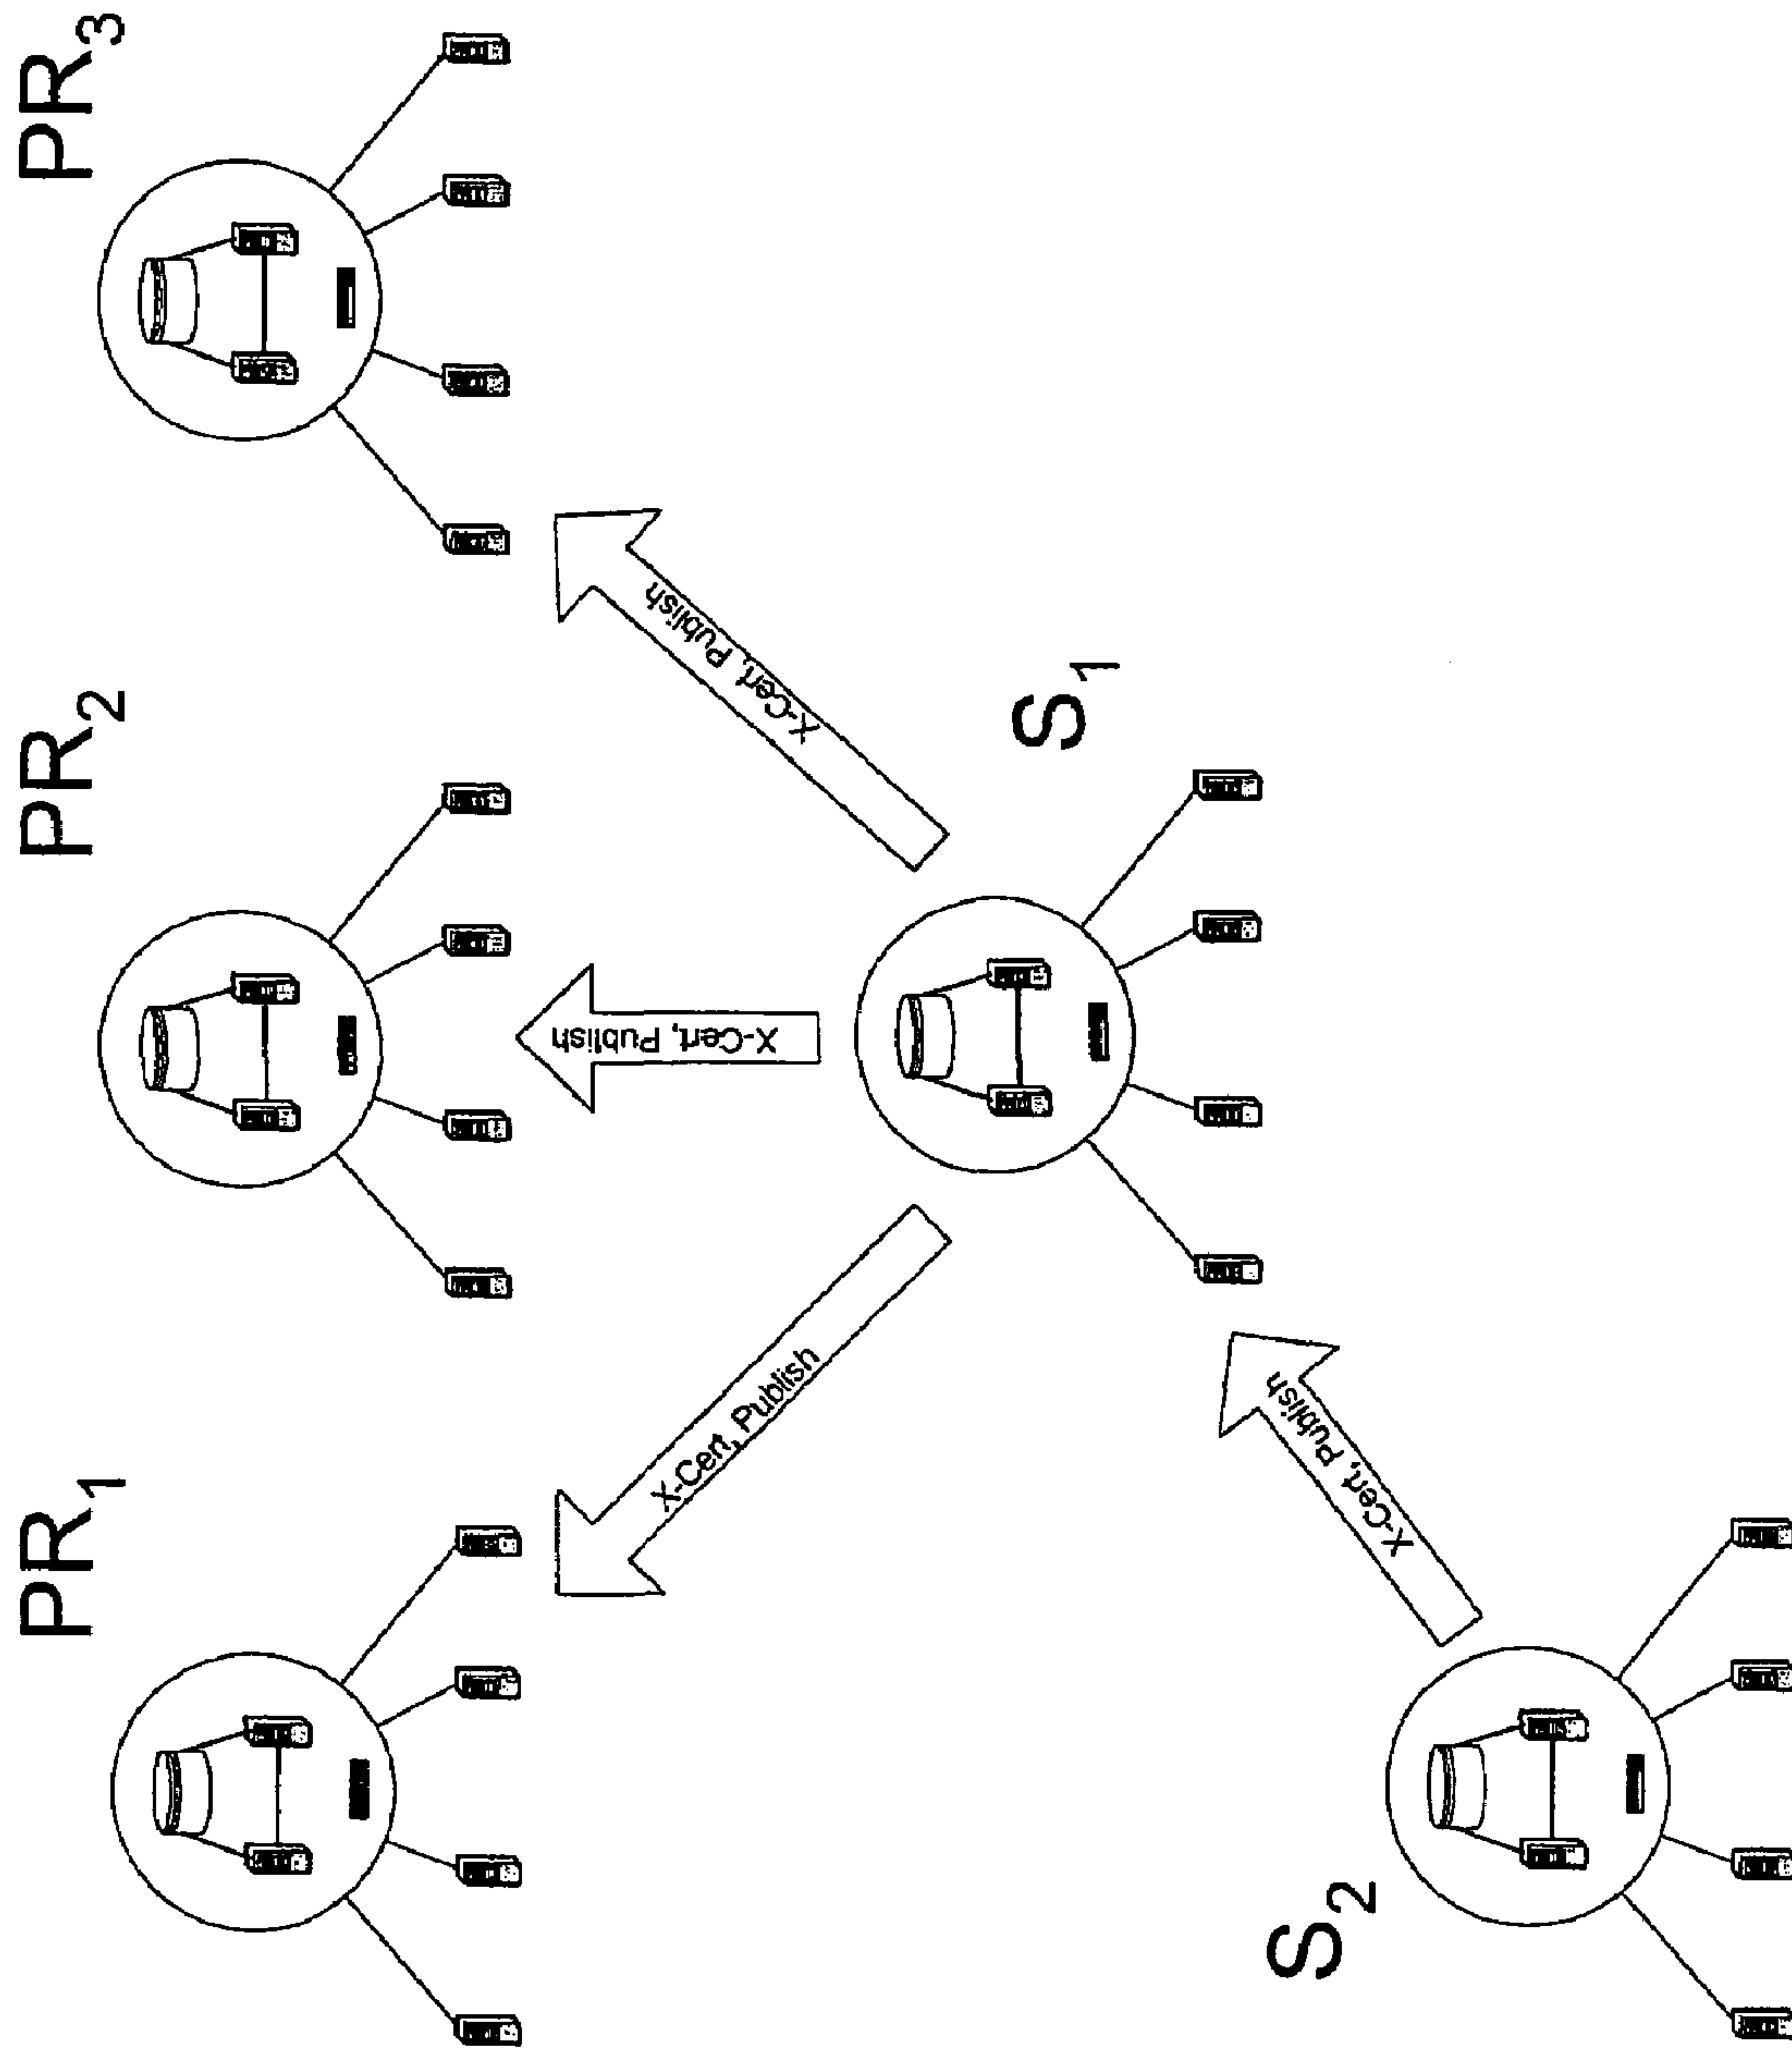 PR1
PR2
PR3
X-Cert, Publish
X-Cert, Publish
X-Cert, Publish
S1
S2
X-Cert, Publish